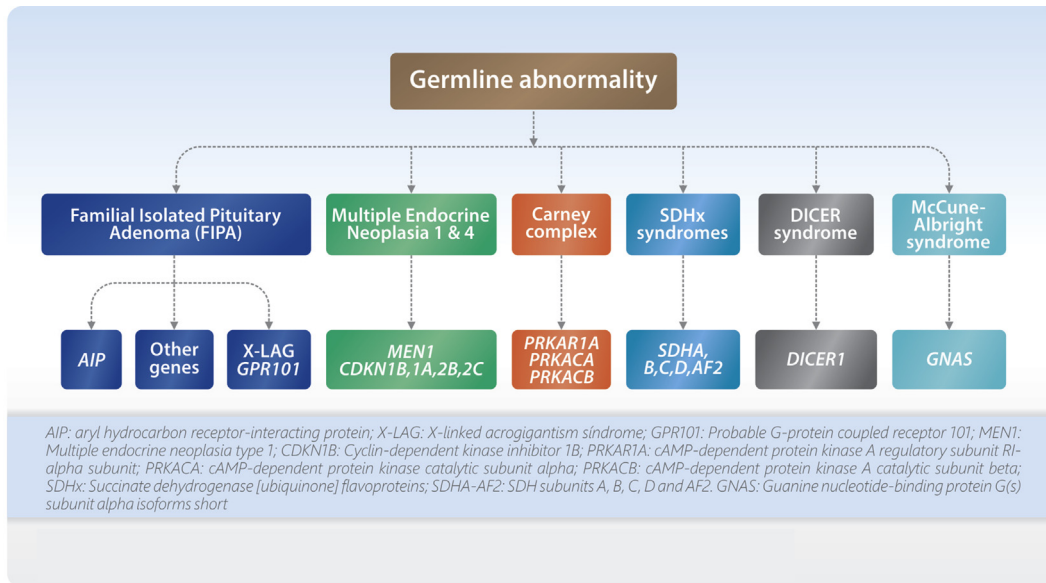 Germline abnormality
Familial Isolated Pituitary
Adenoma (FIPA)
Multiple Endocrine
Neoplasia 1 & 4
Carney
complex
SDHx
syndromes
DICER
syndrome
McCune-
Albright
syndrome
AIP
Other
genes
X-LAG
GPR101
MEN1
CDKN1B,1A,2B,2C
PRKAR1A
PRKACA
PRKACB
SDHA,
B,C,D,AF2
DICER1
GNAS
AIP: aryl hydrocarbon receptor-interacting protein; X-LAG: X-linked acrogigantism síndrome; GPR101: Probable G-protein coupled receptor 101; MEN1:
Multiple endocrine neoplasia type 1; CDKN1B: Cyclin-dependent kinase inhibitor 1B; PRKAR1A: cAMP-dependent protein kinase A regulatory subunit RI-
alpha subunit; PRKACA: cAMP-dependent protein kinase catalytic subunit alpha; PRKACB: cAMP-dependent protein kinase A catalytic subunit beta;
SDHx: Succinate dehydrogenase [ubiquinone] flavoproteins; SDHA-AF2: SDH subunits A, B, C, D and AF2. GNAS: Guanine nucleotide-binding protein G(s)
subunit alpha isoforms short